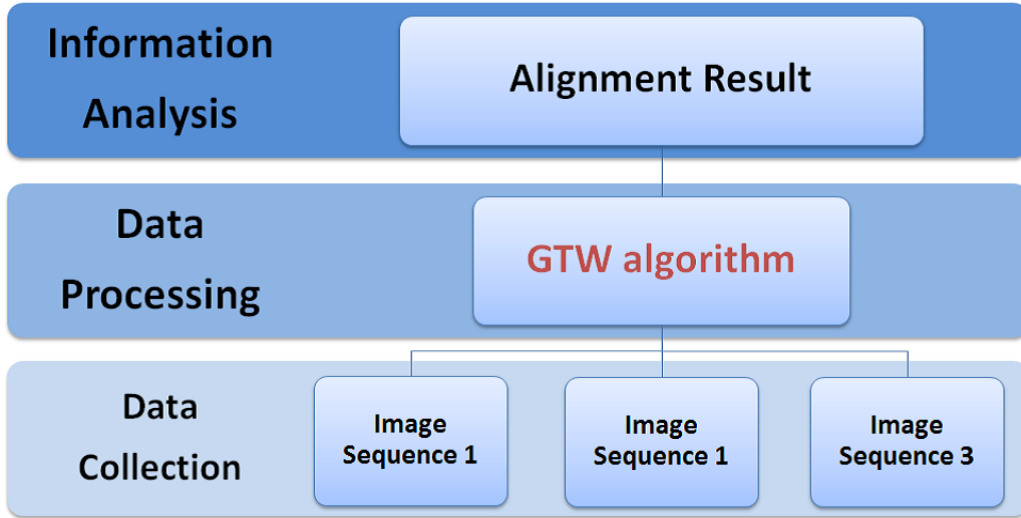 Information
Analysis
Alignment Result
Data
Processing
GTW algorithm
Data
Collection
Image
Sequence 1
Image
Sequence 1
Image
Sequence 3